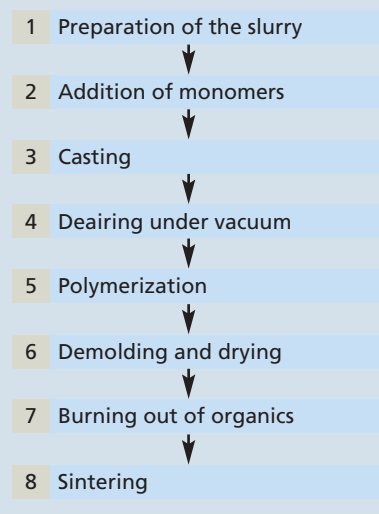 1 Preparation of the slurry
2 Addition of monomers
3 Casting
4 Deairing under vacuum
5 Polymerization
6 Demolding and drying
7 Burning out of organics
8 Sintering